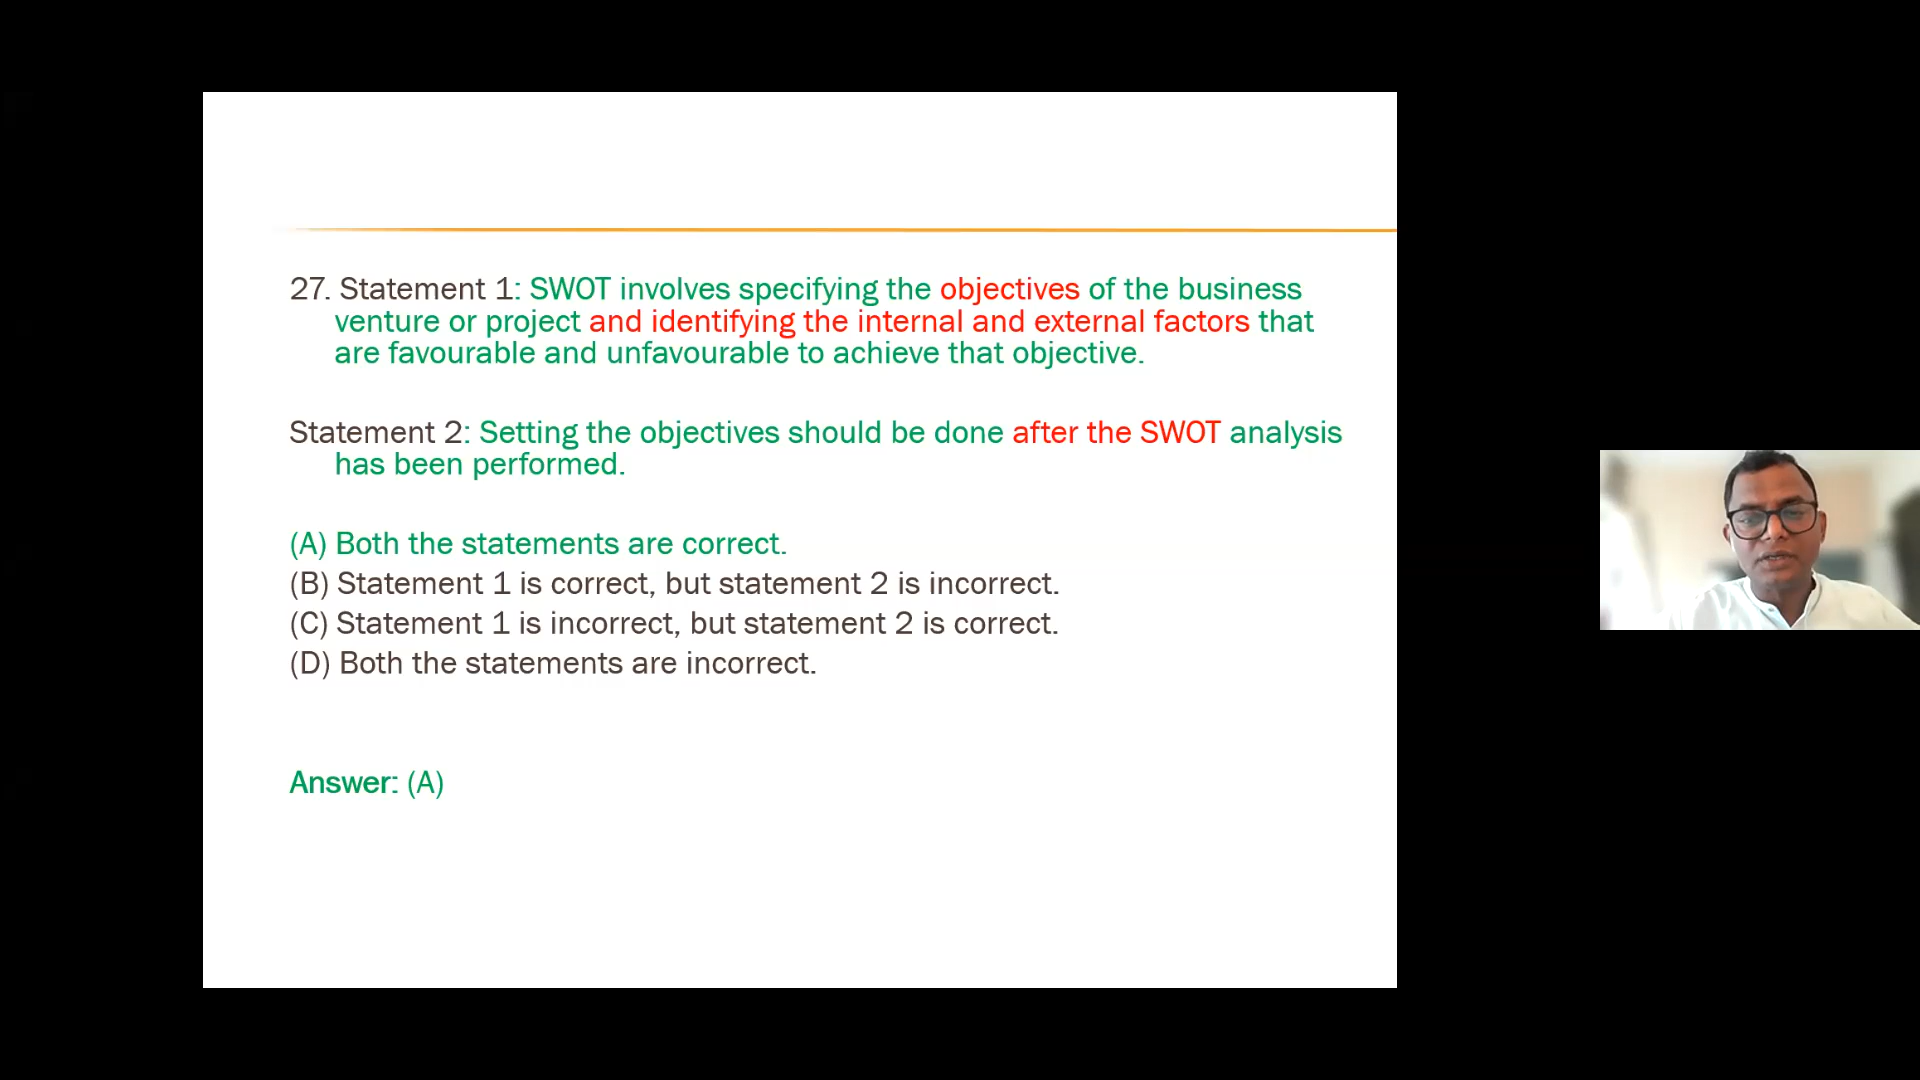 27. Statement 1: SWOT involves specifying the objectives of the business
venture or project and identifying the internal and external factors that
are favourable and unfavourable to achieve that objective.
Statement 2: Setting the objectives should be done after the SWOT analysis
has been performed.
(A) Both the statements are correct.
(B) Statement 1 is correct, but statement 2 is incorrect.
(C) Statement 1 is incorrect, but statement 2 is correct.
(D) Both the statements are incorrect.
Answer: (A)